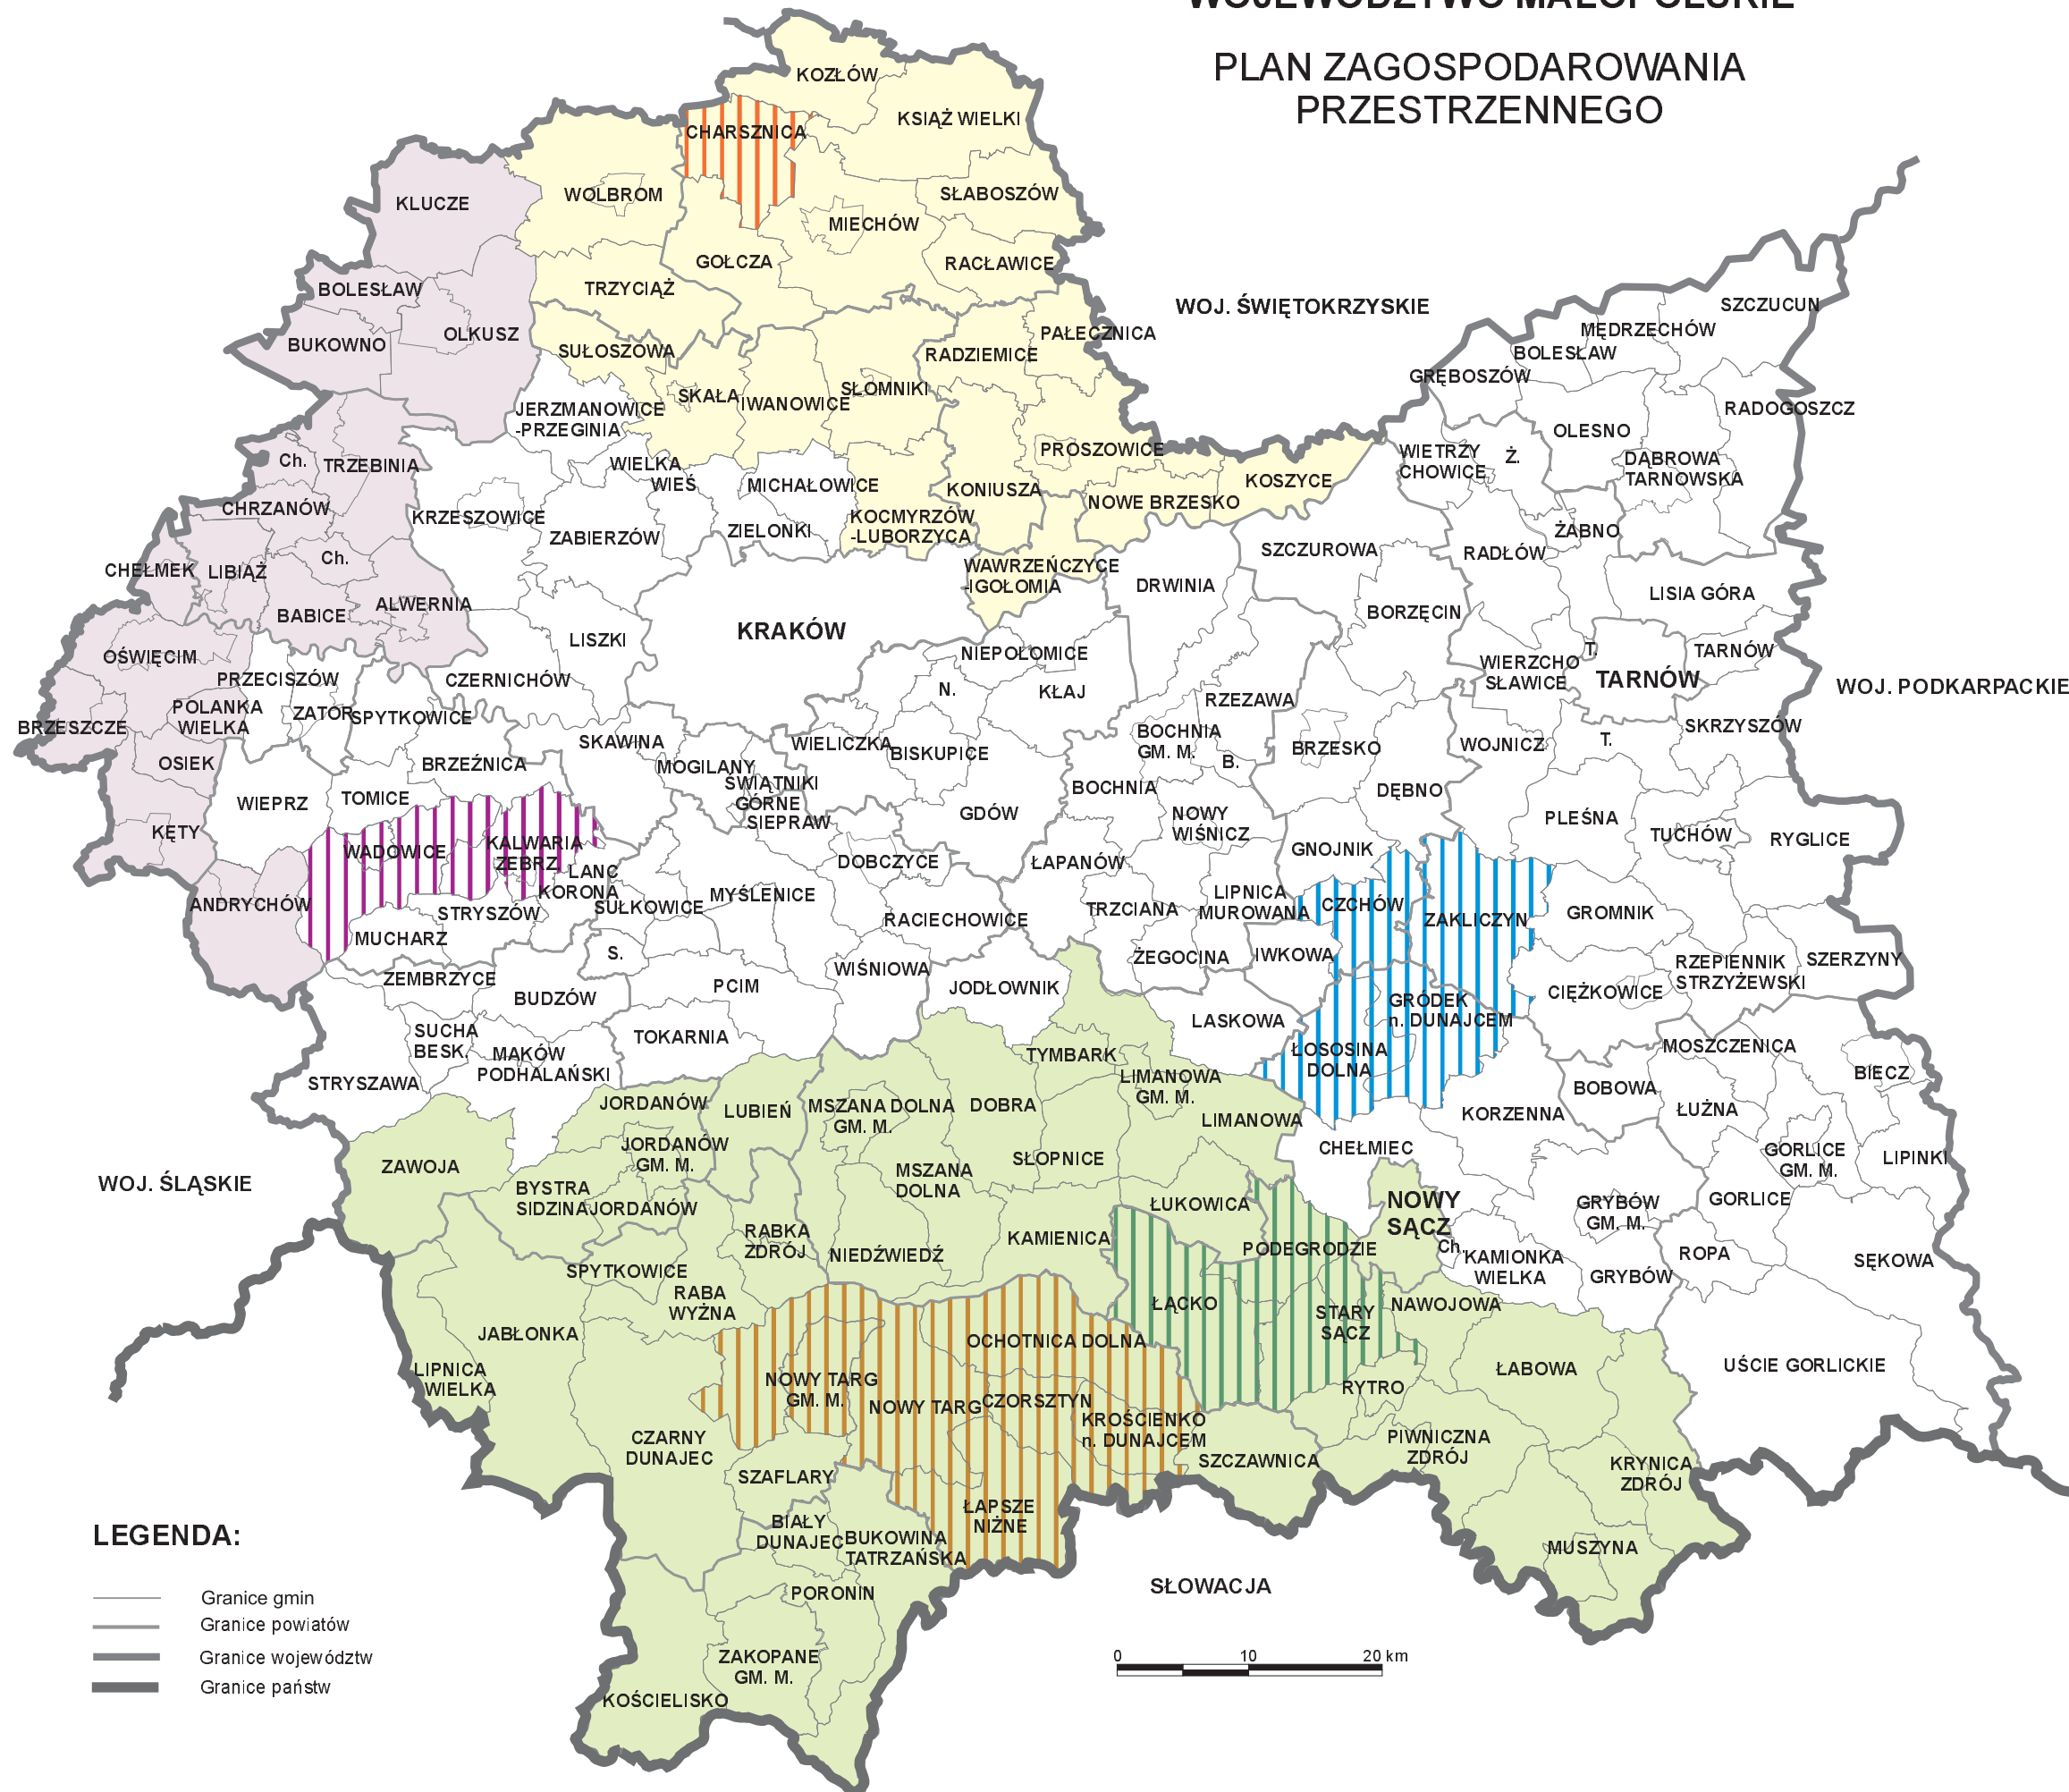 WOJEWÓDZTWO MAŁOPOLSKIE
PLAN ZAGOSPODAROWANIA
PRZESTRZENNEGO
KOZŁÓW
KSIĄŻ WIELKI
CHARSZNICA
KLUCZE
WOLBROM
SŁABOSZÓW
MIECHÓW
GOŁCZA
RACŁAWICE
BOLESŁAW
TRZYCIĄŻ
WOJ. ŚWIĘTOKRZYSKIE
SZCZUCUN
MĘDRZECHÓW
BOLESŁAW
GRĘBOSZÓW
BUKOWNO
OLKUSZ
SUŁOSZOWA
RADZIEMICE
PAŁECZNICA
SKAŁA
IWANOWICE
SŁOMNIKI
JERZMANOWICE
-PRZEGINIA
RADOGOSZCZ
OLESNO
Ch.
TRZEBINIA
WIELKA
WIEŚ
MICHAŁOWICE
PROSZOWICE
KONIUSZA
NOWE BRZESKO
KOSZYCE
WIETRZY
CHOWICE
Ż.
DĄBROWA
TARNOWSKA
CHRZANÓW
KRZESZOWICE
ZABIERZÓW
ZIELONKI
KOCMYRZÓW
-LUBORZYCA
SZCZUROWA
RADŁÓW
ŻABNO
CHEŁMEK
LIBIĄŻ
Ch.
BABICE
ALWERNIA
WAWRZEŃCZYCE
-IGOŁOMIA
DRWINIA
BORZĘCIN
LISIA GÓRA
LISZKI
KRAKÓW
NIEPOŁOMICE
OŚWIĘCIM
PRZECISZÓW
CZERNICHÓW
N.
KŁAJ
RZEZAWA
WIERZCHO
SŁAWICE
T.
TARNÓW
TARNÓW
WOJ. PODKARPACKIE
BRZESZCZE
POLANKA
WIELKA
ZATOR
SPYTKOWICE
SKAWINA
WIELICZKA
BISKUPICE
BOCHNIA
GM. M.
B.
BRZESKO
WOJNICZ
T.
SKRZYSZÓW
OSIEK
BRZEŹNICA
MOGILANY
ŚWIĄTNIKI
GÓRNE
SIEPRAW
GDÓW
BOCHNIA
DĘBNO
WIEPRZ
TOMICE
NOWY
WIŚNICZ
PLEŚNA
TUCHÓW
RYGLICE
KĘTY
WADOWICE
KALWARIA
ZEBRZ.
LANC
KORONA
DOBCZYCE
ŁAPANÓW
GNOJNIK
ANDRYCHÓW
STRYSZÓW
SUŁKOWICE
MYŚLENICE
RACIECHOWICE
TRZCIANA
LIPNICA
MUROWANA
CZCHÓW
ZAKLICZYN
GROMNIK
MUCHARZ
S.
ŻEGOCINA
IWKOWA
RZEPIENNIK
STRZYŻEWSKI
SZERZYNY
ZEMBRZYCE
BUDZÓW
PCIM
WIŚNIOWA
JODŁOWNIK
GRÓDEK
n. DUNAJCEM
CIĘŻKOWICE
SUCHA
BESK.
MAKÓW
PODHALAŃSKI
TOKARNIA
LASKOWA
ŁOSOSINA
DOLNA
MOSZCZENICA
STRYSZAWA
TYMBARK
LIMANOWA
GM. M.
BOBOWA
BIECZ
JORDANÓW
LUBIEŃ
MSZANA DOLNA
GM. M.
DOBRA
LIMANOWA
KORZENNA
ŁUŻNA
ZAWOJA
JORDANÓW
GM. M.
MSZANA
DOLNA
SŁOPNICE
CHEŁMIEC
GORLICE
GM. M.
LIPINKI
WOJ. ŚLĄSKIE
BYSTRA
SIDZINA
JORDANÓW
ŁUKOWICA
NOWY
SĄCZ
GRYBÓW
GM. M.
GORLICE
RABKA
ZDRÓJ
NIEDŹWIEDŹ
KAMIENICA
PODEGRODZIE
Ch.
KAMIONKA
WIELKA
GRYBÓW
ROPA
SĘKOWA
SPYTKOWICE
RABA
WYŻNA
ŁĄCKO
STARY
SĄCZ
NAWOJOWA
JABŁONKA
OCHOTNICA DOLNA
LIPNICA
WIELKA
NOWY TARG
GM. M.
NOWY TARG
CZORSZTYN
RYTRO
ŁABOWA
UŚCIE GORLICKIE
KROŚCIENKO
n. DUNAJCEM
CZARNY
DUNAJEC
SZAFLARY
SZCZAWNICA
PIWNICZNA
ZDRÓJ
KRYNICA
ZDRÓJ
ŁAPSZE
NIŻNE
BIAŁY
DUNAJEC
BUKOWINA
TATRZAŃSKA
MUSZYNA
PORONIN
SŁOWACJA
ZAKOPANE
GM. M.
KOŚCIELISKO
LEGENDA:
Granice gmin
Granice powiatów
Granice województw
Granice państw
0 10 20 km